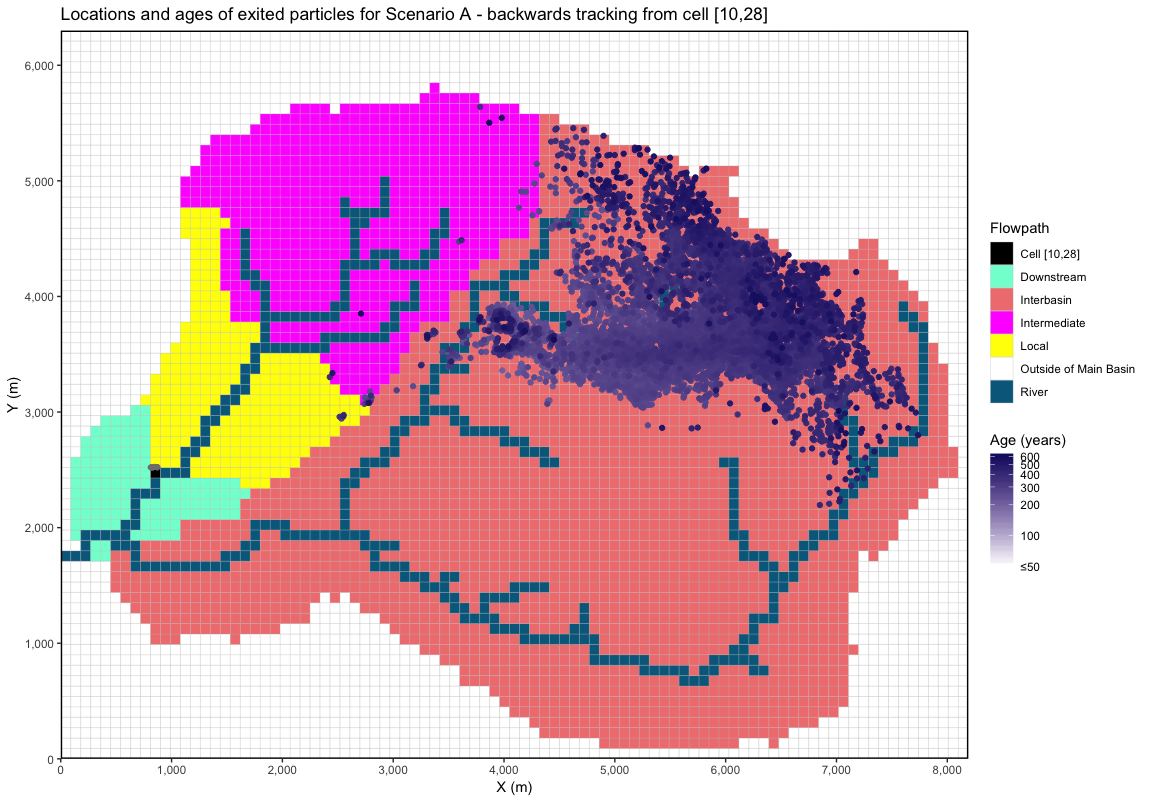 Locations and ages of exited particles for Scenario A - backwards tracking from cell [10,28]
6,000
5,000
4,000
3,000
2,000
1,000
0
Y (m)
0 1,000 2,000 3,000 4,000 5,000 6,000 7,000 8,000
X (m)
Flowpath
Cell [10,28]
Downstream
Interbasin
Intermediate
Local
Outside of Main Basin
River
Age (years)
600
500
400
300
200
100
≤50